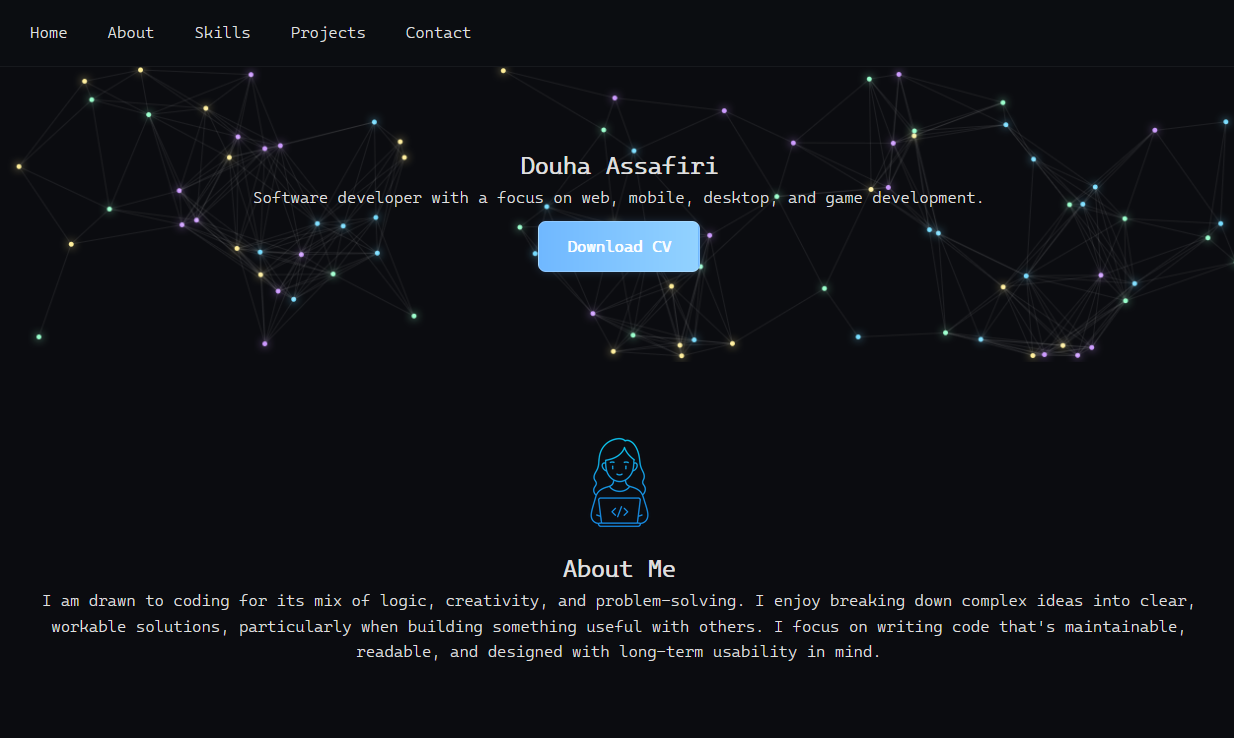 Home About Skills Projects Contact
Douha Assafiri
Software developer with a focus on web, mobile, desktop, and game development.
Download CV
</>
About Me
I am drawn to coding for its mix of logic, creativity, and problem-solving. I enjoy breaking down complex ideas into clear,
workable solutions, particularly when building something useful with others. I focus on writing code that's maintainable,
readable, and designed with long-term usability in mind.